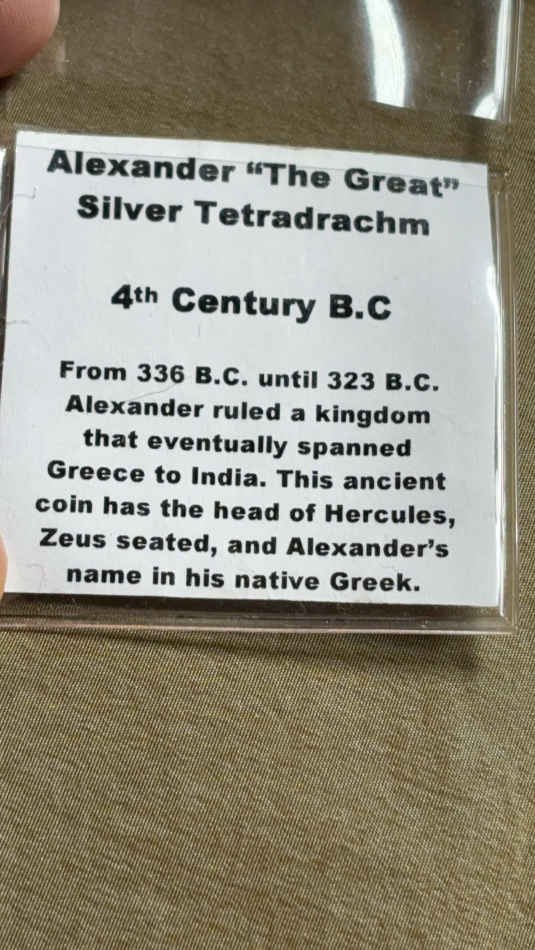 Alexander “The Great”
Silver Tetradrachm
4th Century B.C
From 336 B.C. until 323 B.C.
Alexander ruled a kingdom
that eventually spanned
Greece to India. This ancient
coin has the head of Hercules,
Zeus seated, and Alexander’s
name in his native Greek.